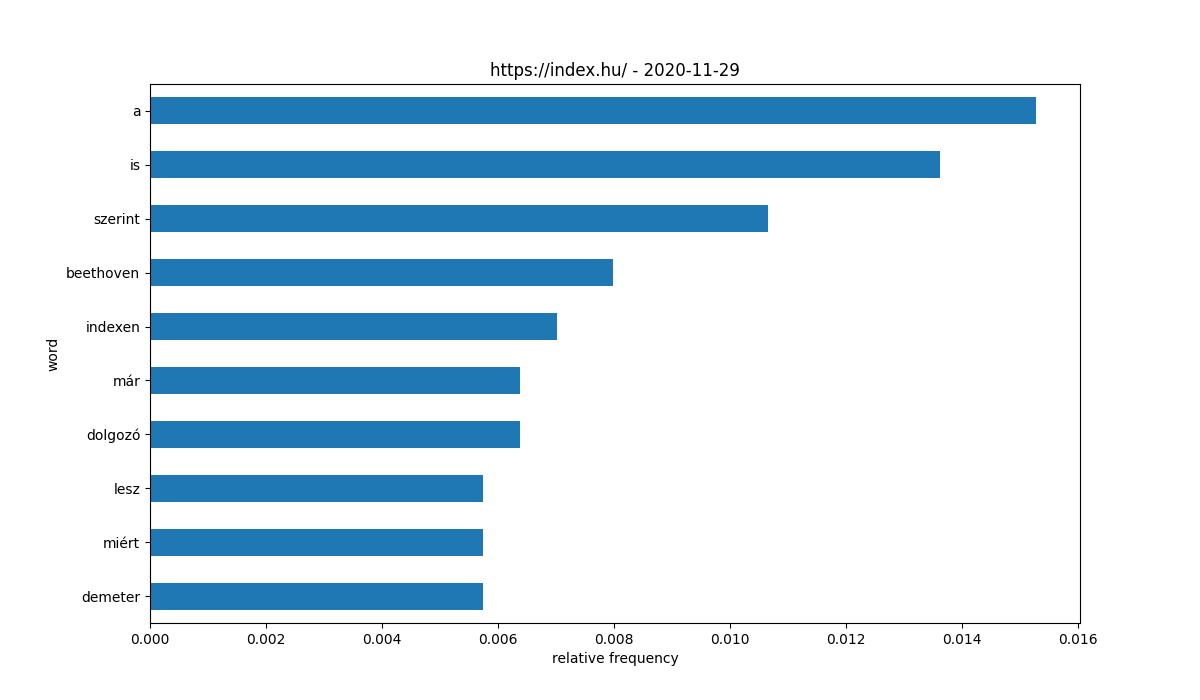 https://index.hu/ - 2020-11-29
a
is
szerint
beethoven
indexen
már
dolgozó
lesz
miért
demeter
word
0.000 0.002 0.004 0.006 0.008 0.010 0.012 0.014 0.016
relative frequency